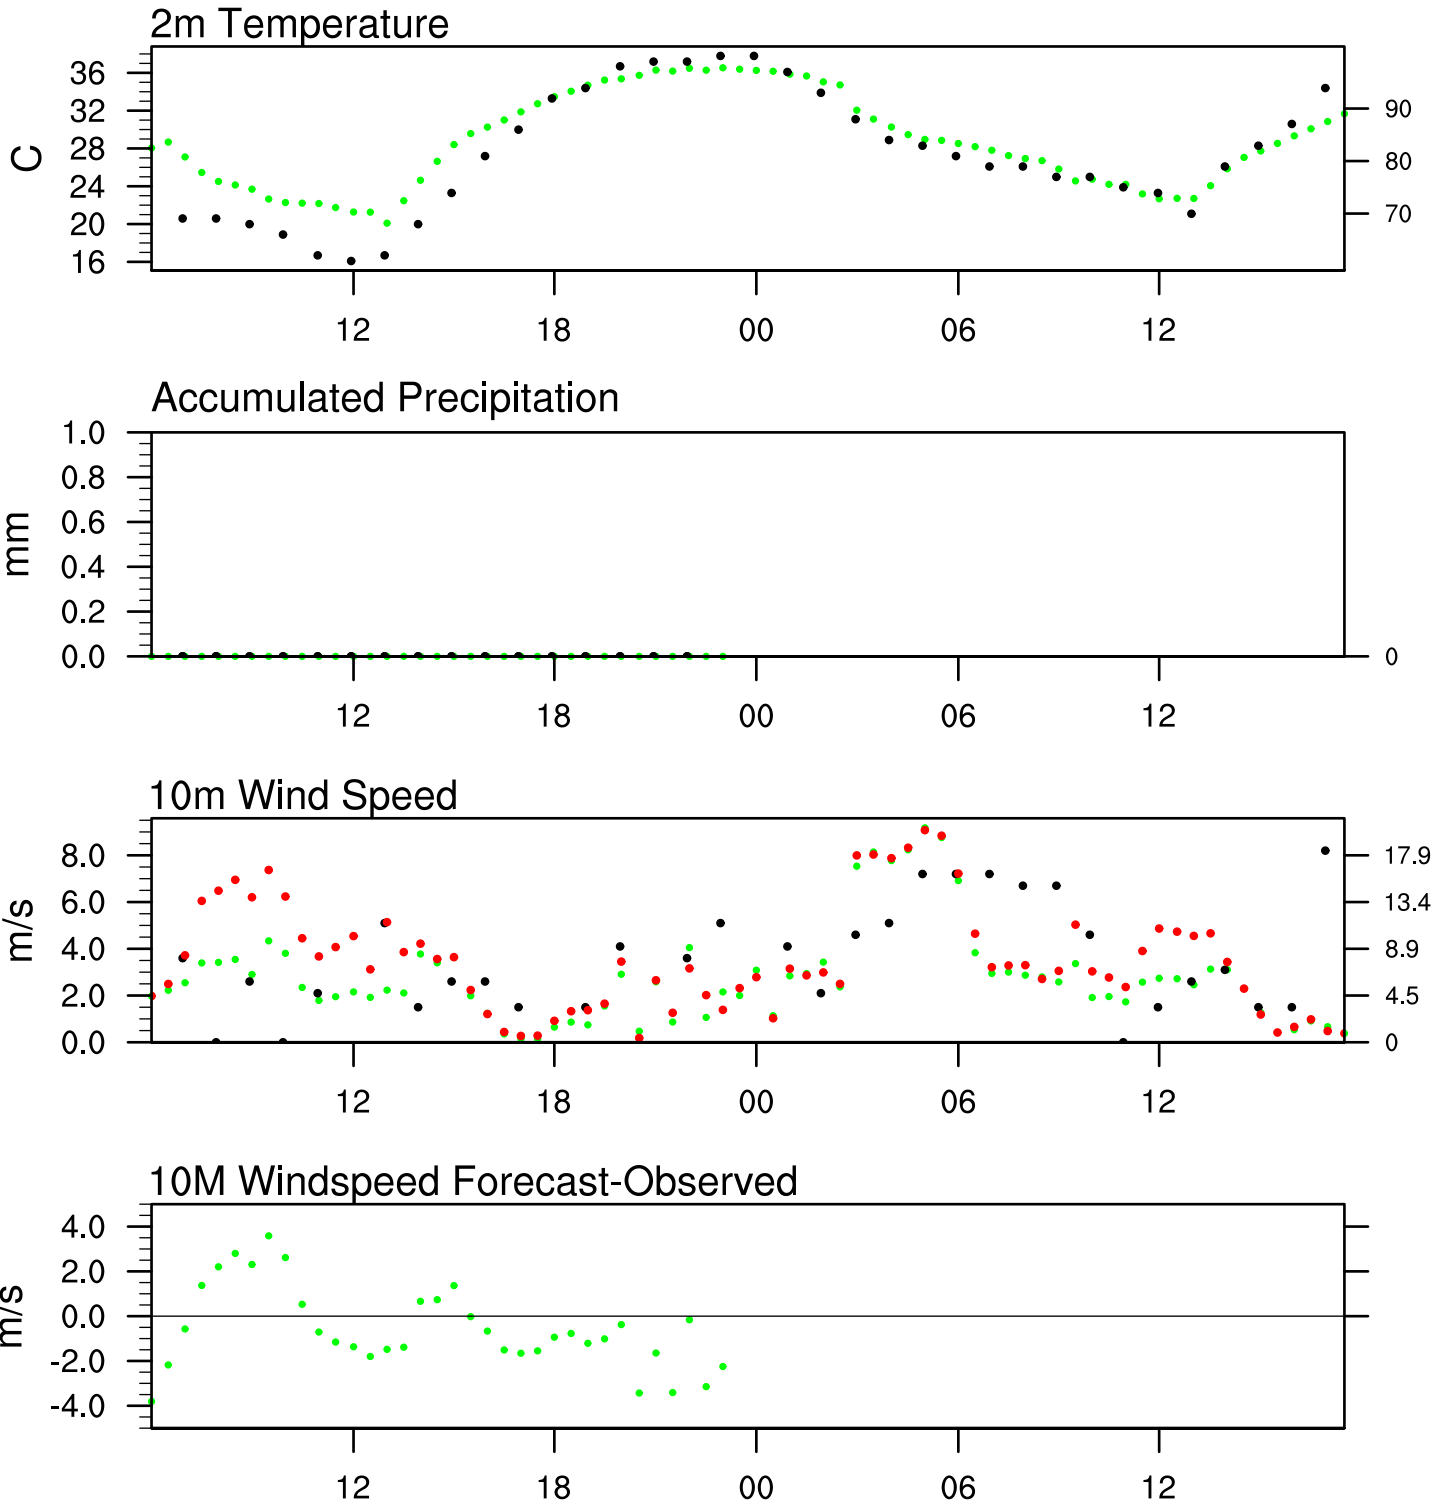 2m Temperature
36
32
28
24
20
16
C
90
80
70
12 18 00 06 12
Accumulated Precipitation
1.0
0.8
0.6
0.4
0.2
0.0
mm
0
12 18 00 06 12
10m Wind Speed
8.0
6.0
4.0
2.0
0.0
m/s
17.9
13.4
8.9
4.5
0
12 18 00 06 12
10M Windspeed Forecast-Observed
4.0
2.0
0.0
-2.0
-4.0
m/s
12 18 00 06 12